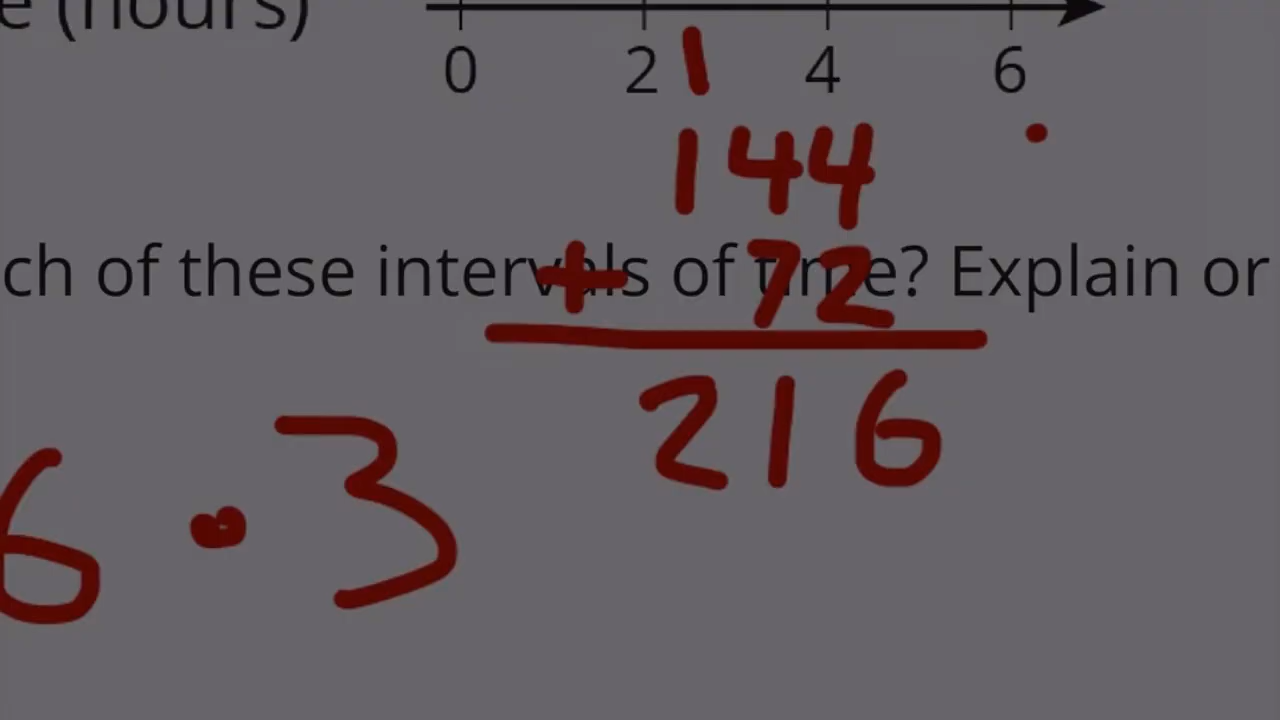 e (hours)
0 2 4 6
1
144
ch of these intervals of time? Explain or
+ 72
216
6 · 3